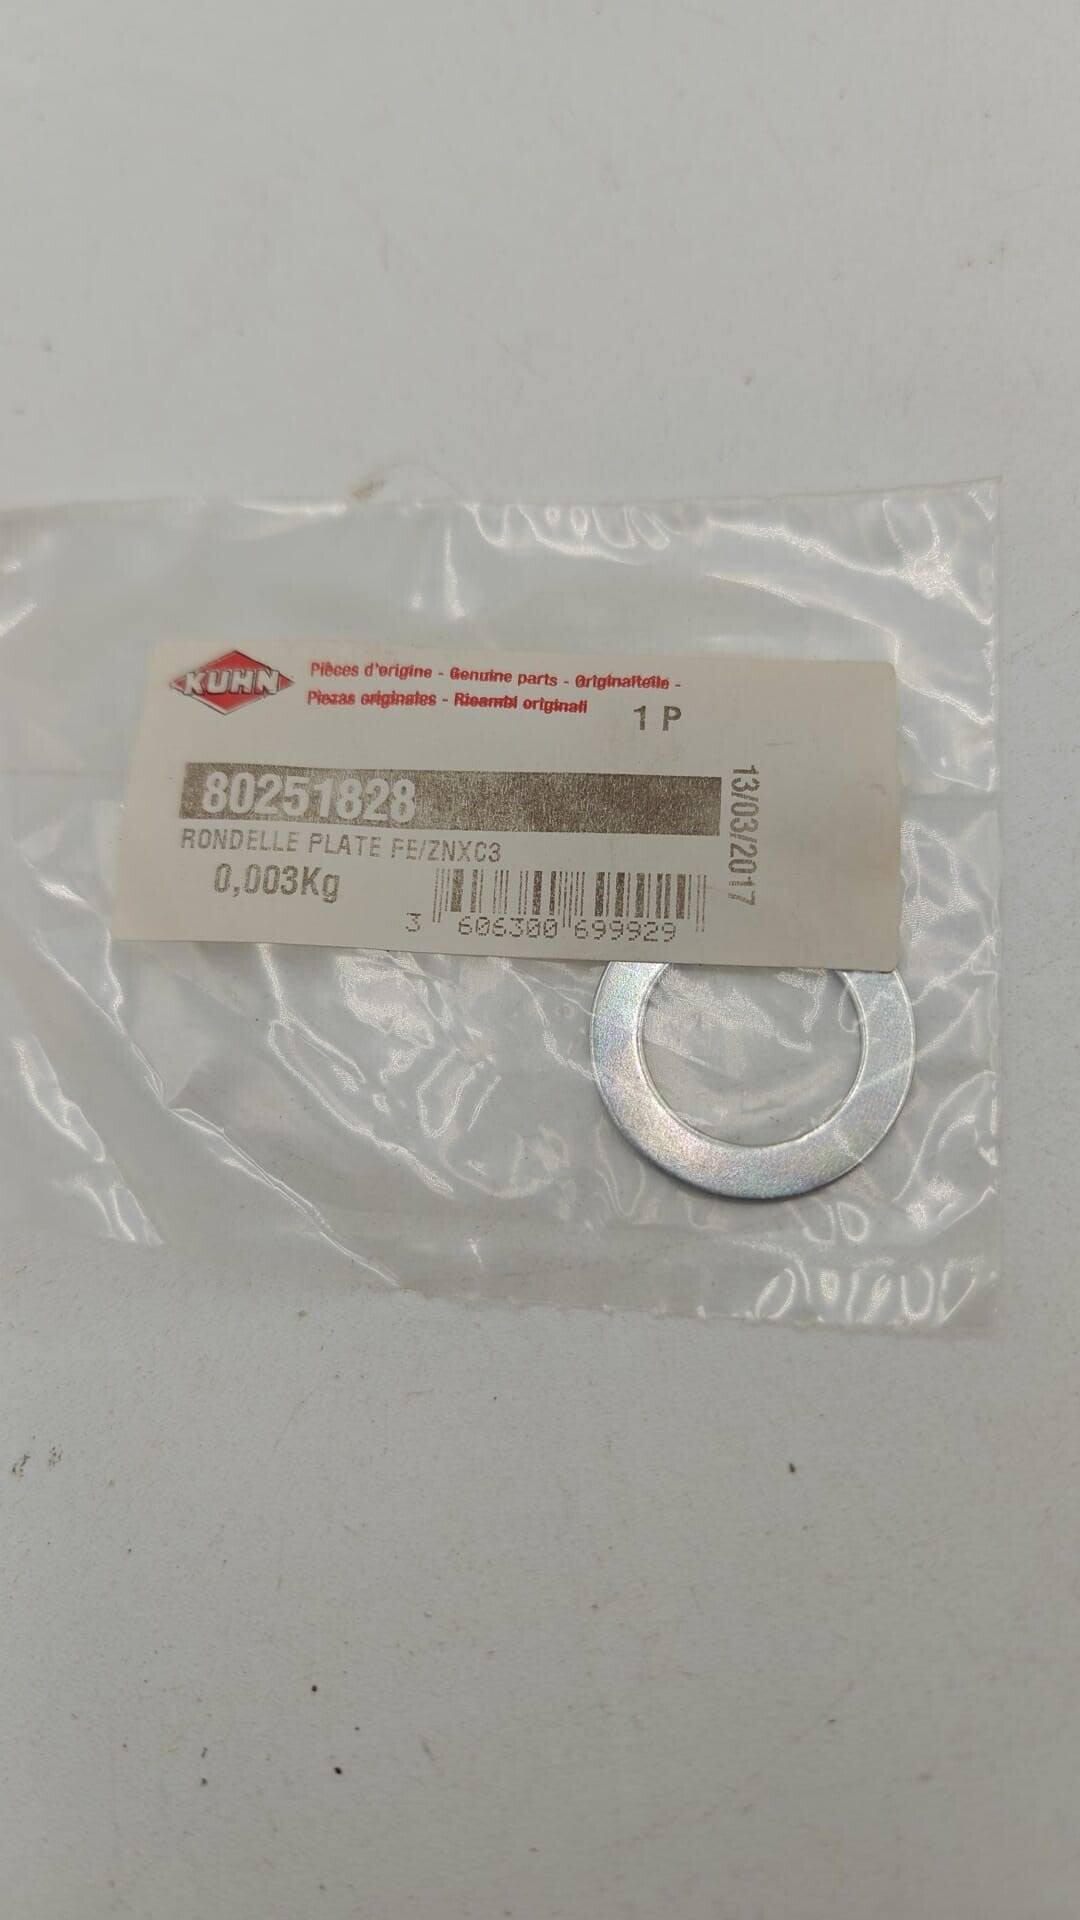 KUHN
Pièces d'origine - Genuine parts - Originalteile -
Piezas originales - Ricambi originali
1 P
80251828
RONDELLE PLATE FE/ZNXC3
0,003Kg
3 606300 699929
13/03/2017